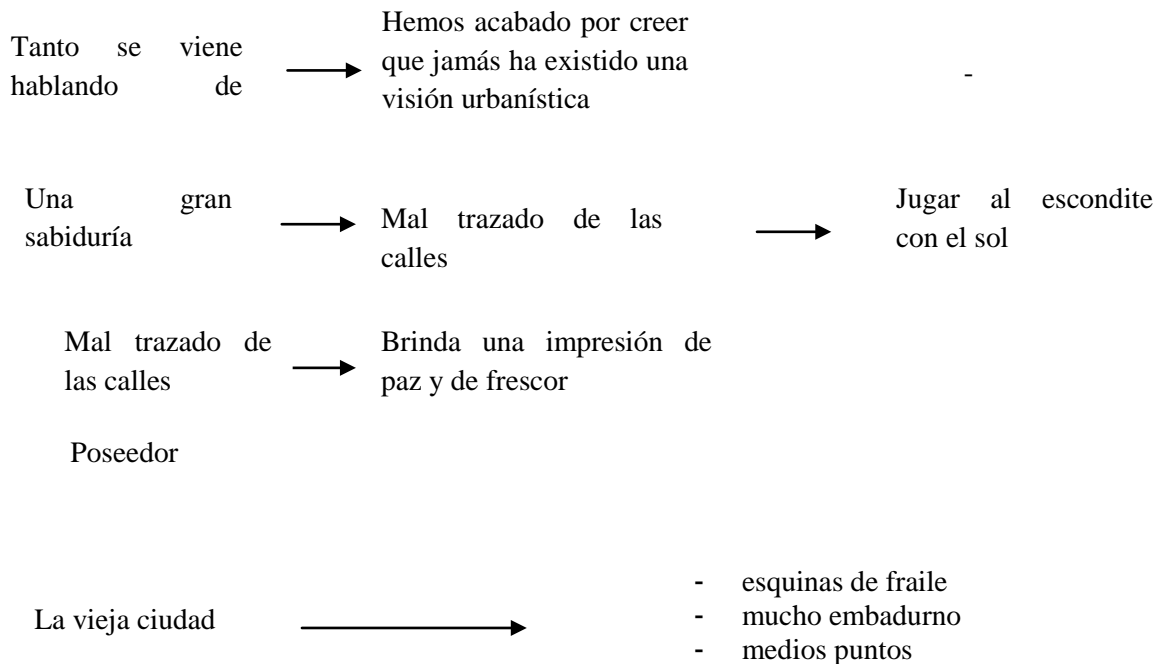 Tanto se viene
hablando de
Hemos acabado por creer
que jamás ha existido una
visión urbanística
-
Una gran
sabiduría
Mal trazado de las
calles
Jugar al escondite
con el sol
Mal trazado de
las calles
Brinda una impresión de
paz y de frescor
Poseedor
La vieja ciudad
- esquinas de fraile
- mucho embadurno
- medios puntos